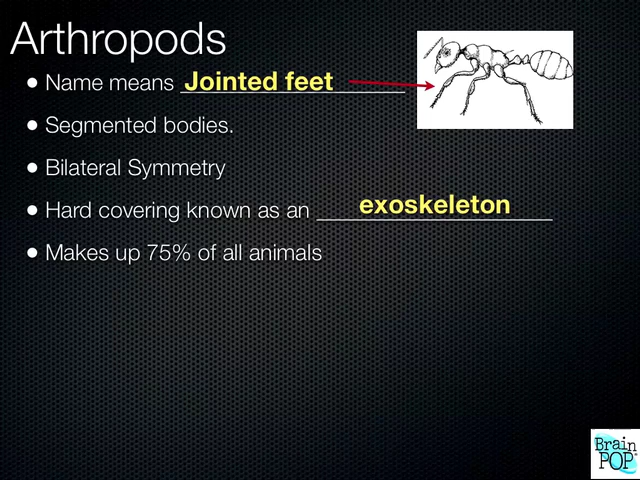 Arthropods
• Name means Jointed feet
• Segmented bodies.
• Bilateral Symmetry
• Hard covering known as an exoskeleton
• Makes up 75% of all animals
Brain
POP